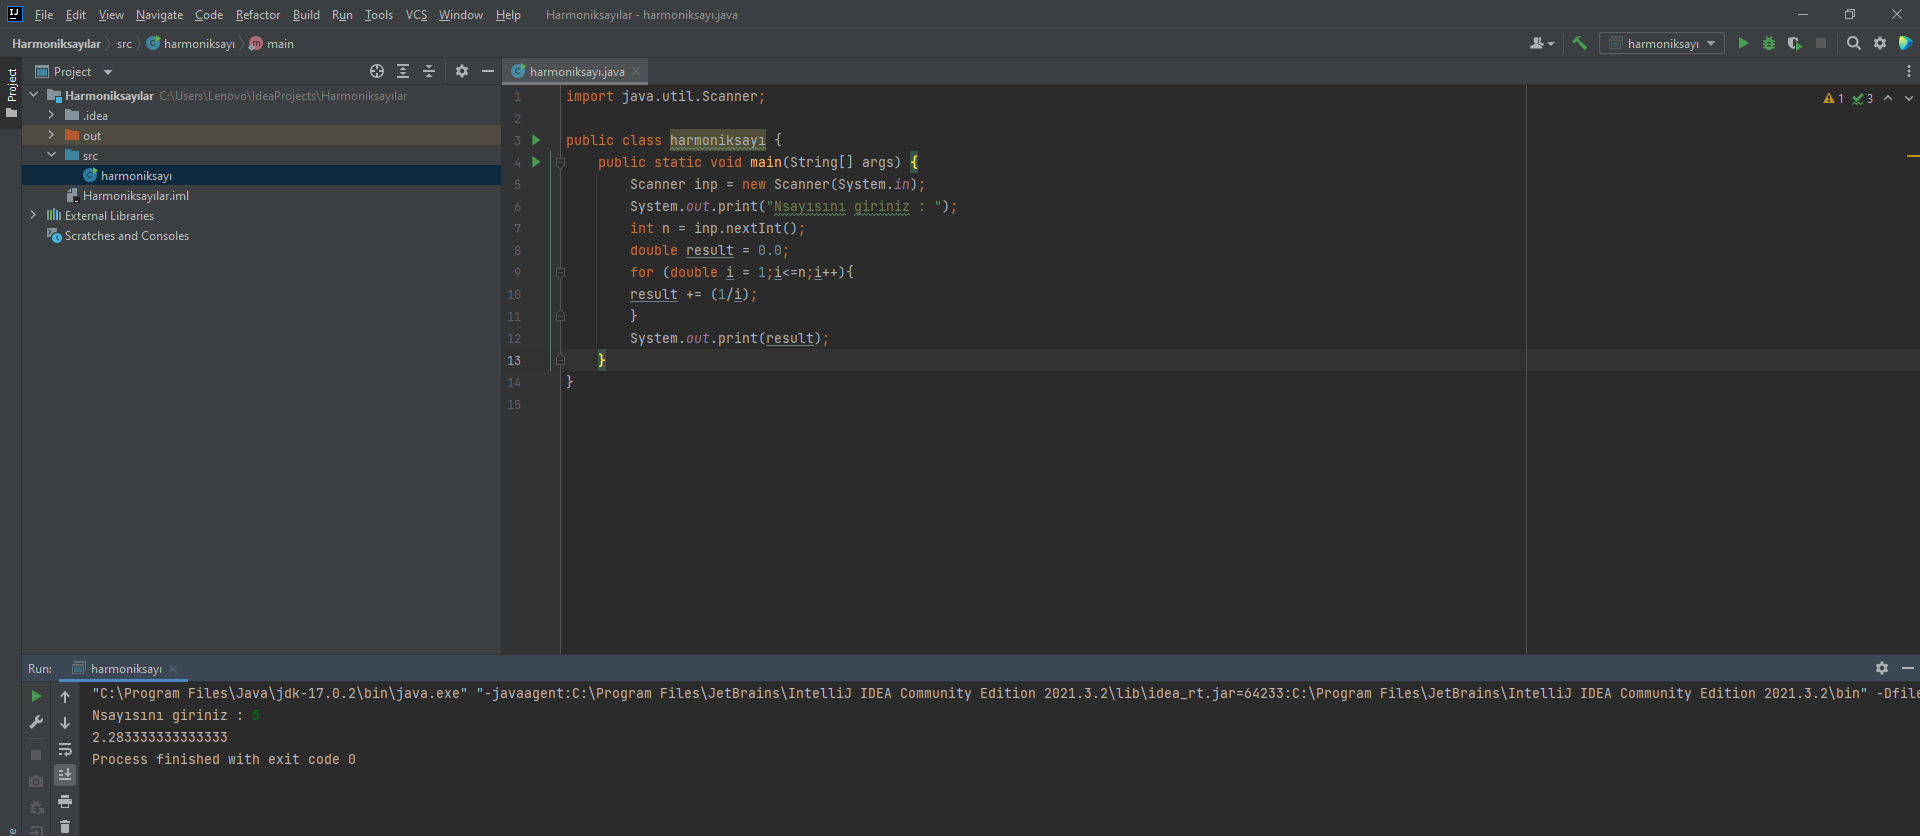 File Edit View Navigate Code Refactor Build Run Tools VCS Window Help Harmoniksayılar - harmoniksayı.java
Harmoniksayılar src harmoniksayı main harmoniksayı
Project
Project
harmoniksayı.java
Harmoniksayılar C:\Users\Lenovo\IdeaProjects\Harmoniksayılar
.idea
out
src
harmoniksayı
Harmoniksayılar.iml
External Libraries
Scratches and Consoles
1 3
1 import java.util.Scanner;
2
3 public class harmoniksayı {
4 public static void main(String[] args) {
5 Scanner inp = new Scanner(System.in);
6 System.out.print("Nsayısını giriniz : ");
7 int n = inp.nextInt();
8 double result = 0.0;
9 for (double i = 1;i<=n;i++){
10 result += (1/i);
11 }
12 System.out.print(result);
13 }
14 }
15
Run: harmoniksayı
"C:\Program Files\Java\jdk-17.0.2\bin\java.exe" "-javaagent:C:\Program Files\JetBrains\IntelliJ IDEA Community Edition 2021.3.2\lib\idea_rt.jar=64233:C:\Program Files\JetBrains\IntelliJ IDEA Community Edition 2021.3.2\bin" -Dfile
Nsayısını giriniz : 5
2.283333333333333
Process finished with exit code 0